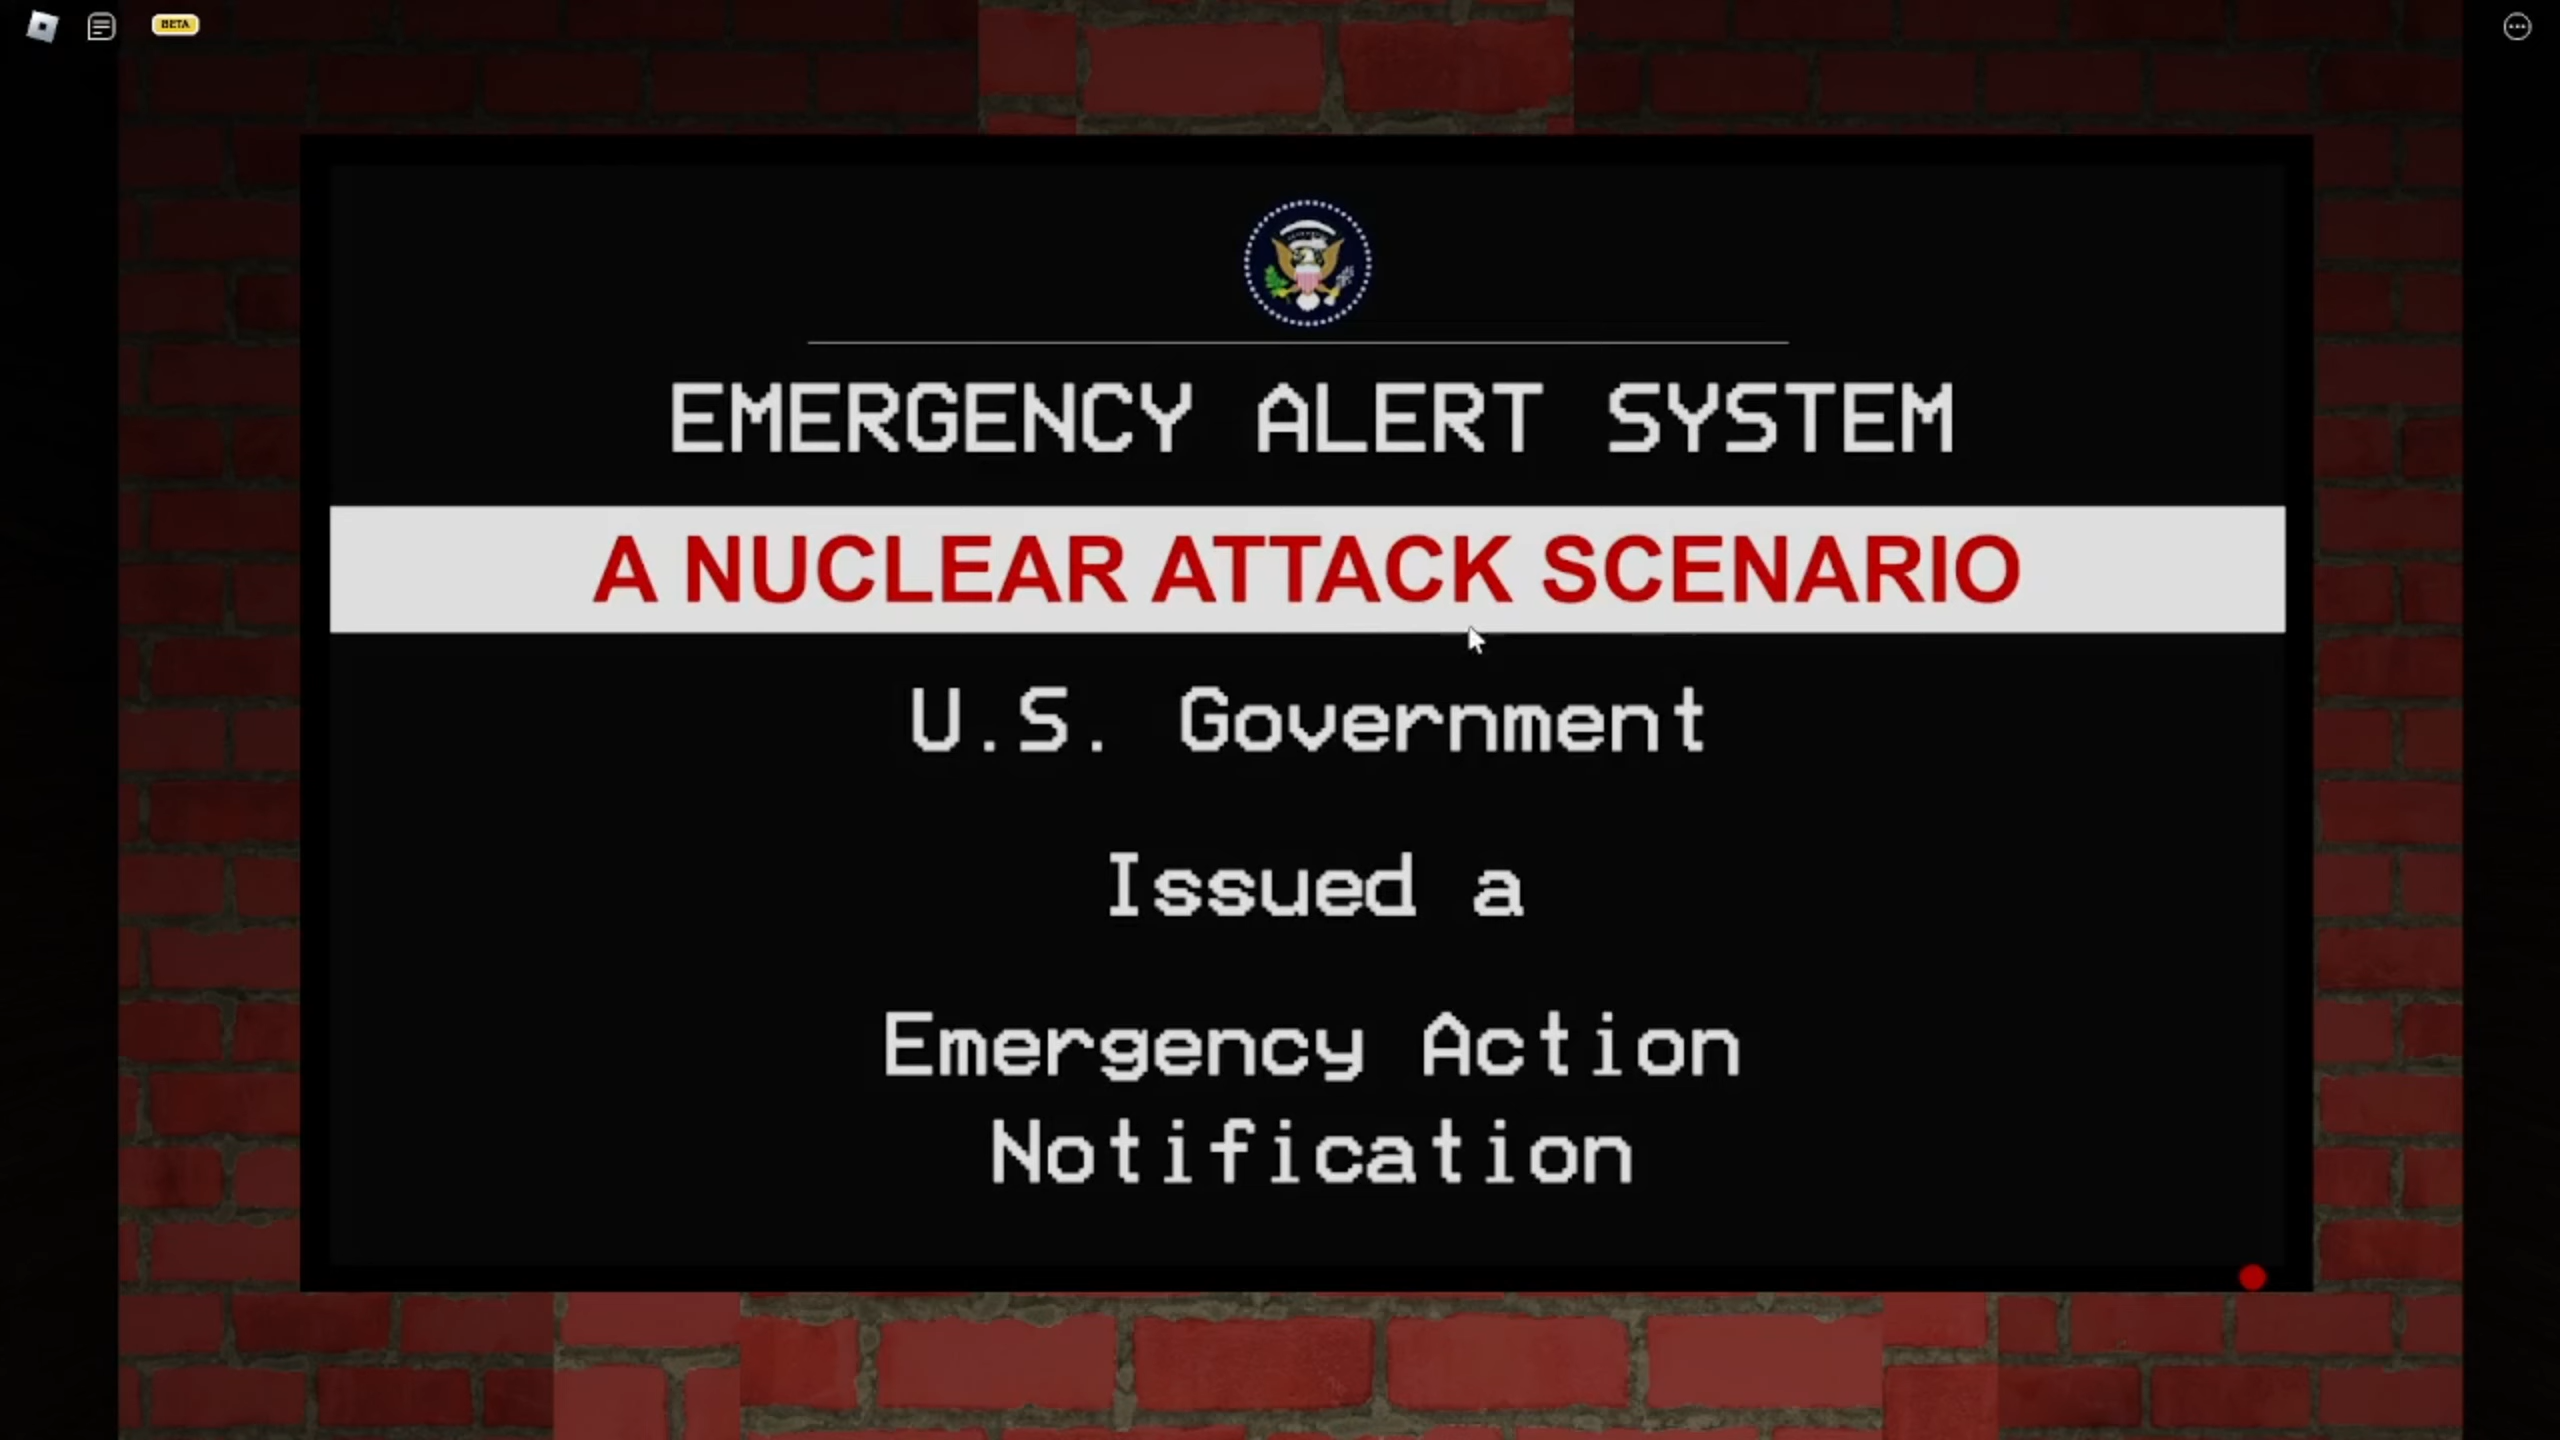 BETA
EMERGENCY ALERT SYSTEM
A NUCLEAR ATTACK SCENARIO
U.S. Government
Issued a
Emergency Action
Notification